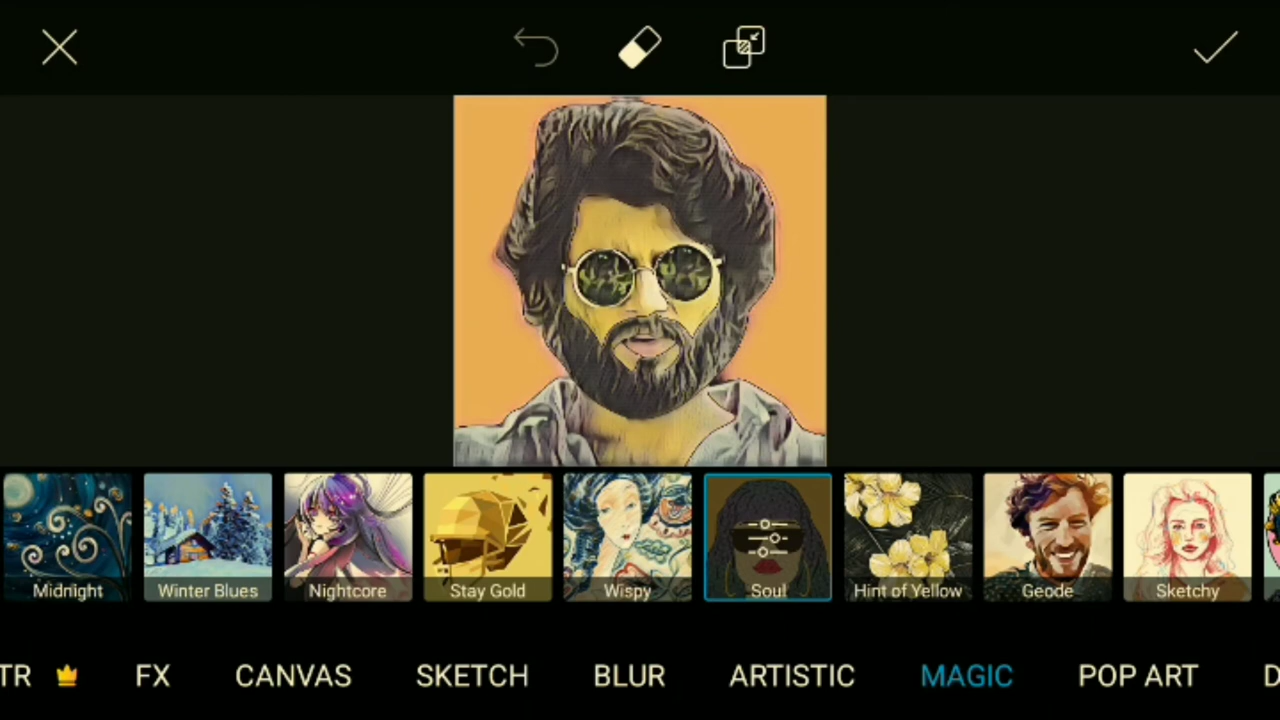 Midnight
Winter Blues
Nightcore
Stay Gold
Wispy
Soul
Hint of Yellow
Geode
Sketchy
TR FX CANVAS SKETCH BLUR ARTISTIC MAGIC POP ART D